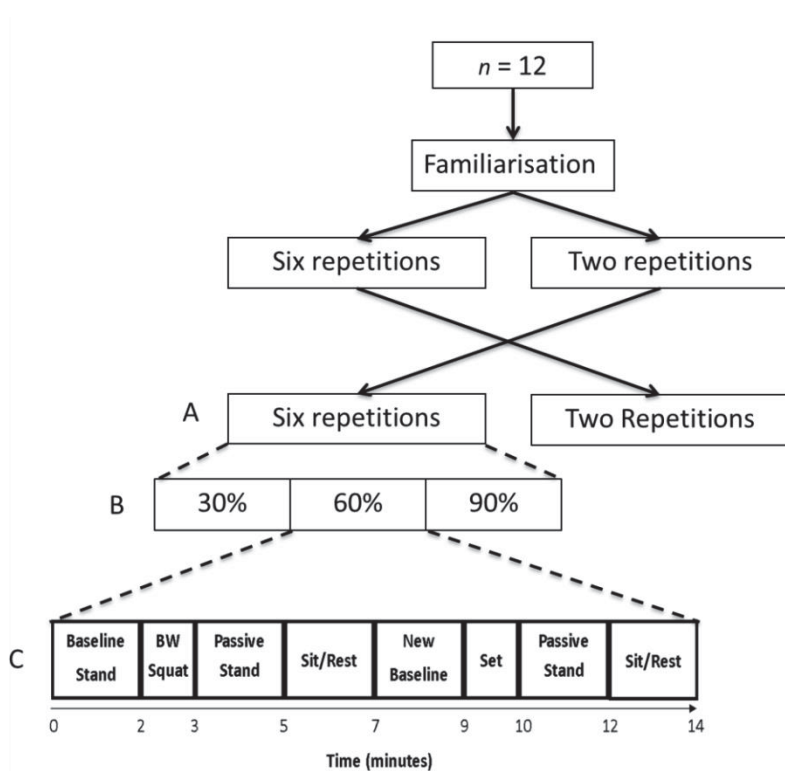 n = 12
Familiarisation
Six repetitions
Two repetitions
A
Six repetitions
Two Repetitions
B
30%
60%
90%
C
Baseline
Stand
BW
Squat
Passive
Stand
Sit/Rest
New
Baseline
Set
Passive
Stand
Sit/Rest
0 2 3 5 7 9 10 12 14
Time (minutes)